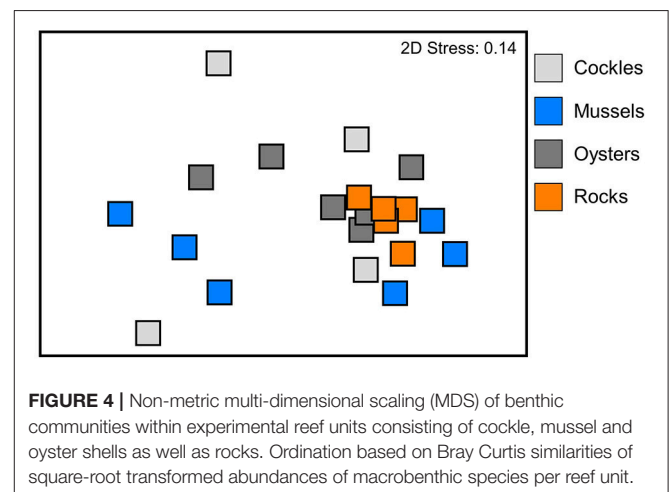 2D Stress: 0.14
Cockles
Mussels
Oysters
Rocks
FIGURE 4 | Non-metric multi-dimensional scaling (MDS) of benthic
communities within experimental reef units consisting of cockle, mussel and
oyster shells as well as rocks. Ordination based on Bray Curtis similarities of
square-root transformed abundances of macrobenthic species per reef unit.